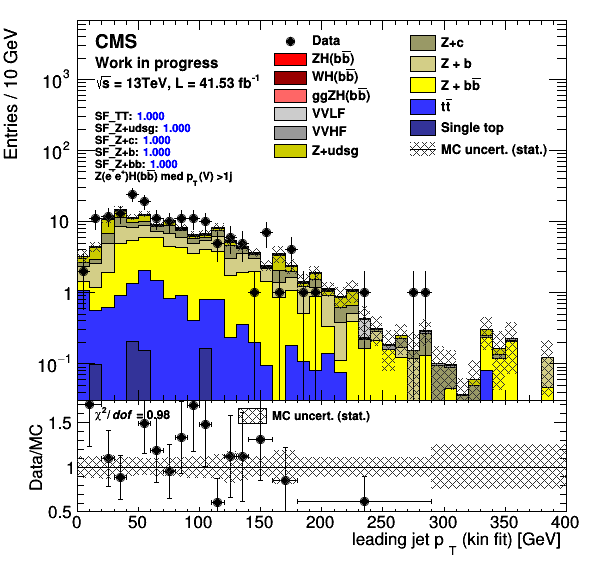 CMS
Work in progress
√s = 13TeV, L = 41.53 fb⁻¹
SF_TT: 1.000
SF_Z+udsg: 1.000
SF_Z+c: 1.000
SF_Z+b: 1.000
SF_Z+bb: 1.000
Z(e⁻e⁺)H(bb̅) med p_T(V) >1j
Data
ZH(bb̅)
WH(bb̅)
ggZH(bb̅)
VVLF
VVHF
Z+udsg
Z+c
Z + b
Z + bb̅
tt̅
Single top
MC uncert. (stat.)
Entries / 10 GeV
10³
10²
10
1
10⁻¹
χ²/dof = 0.98
MC uncert. (stat.)
Data/MC
1.5
1
0.5
0 50 100 150 200 250 300 350 400
leading jet p_T (kin fit) [GeV]